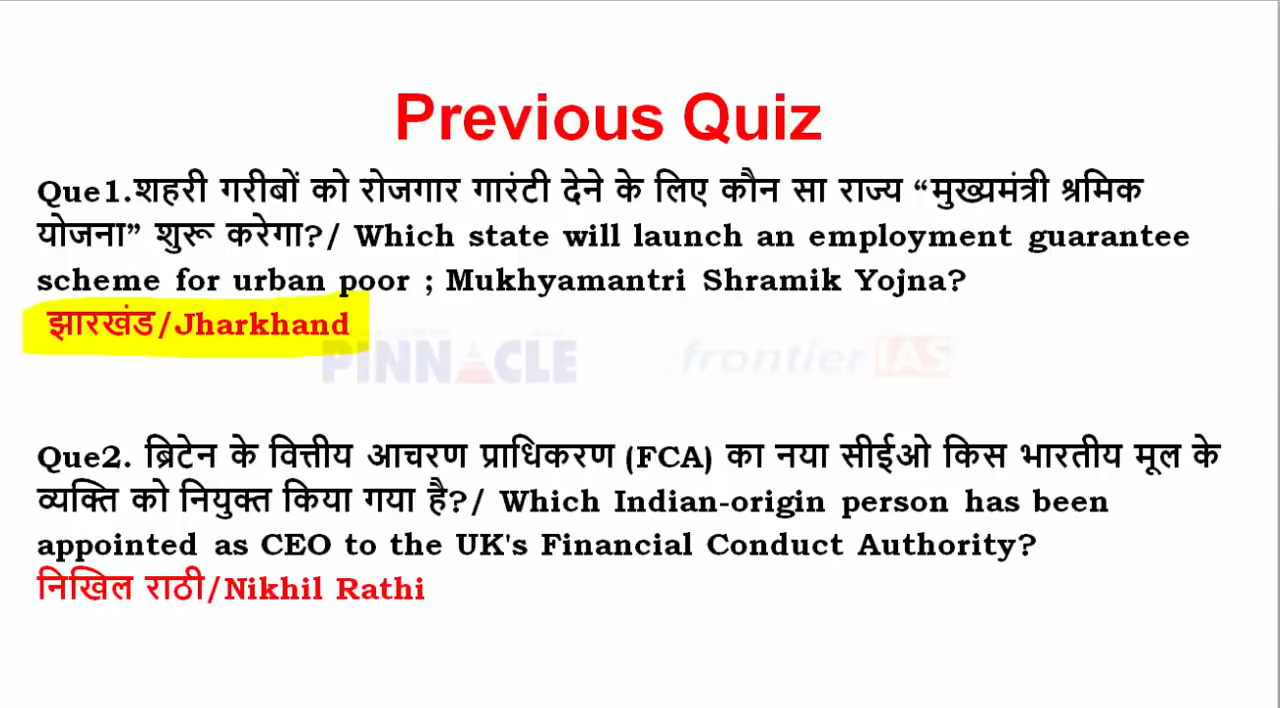 Previous Quiz
Que1.शहरी गरीबों को रोजगार गारंटी देने के लिए कौन सा राज्य “मुख्यमंत्री श्रमिक
योजना” शुरू करेगा?/ Which state will launch an employment guarantee
scheme for urban poor ; Mukhyamantri Shramik Yojna?
झारखंड/Jharkhand
PINNACLE frontier IAS
Que2. ब्रिटेन के वित्तीय आचरण प्राधिकरण (FCA) का नया सीईओ किस भारतीय मूल के
व्यक्ति को नियुक्त किया गया है?/ Which Indian-origin person has been
appointed as CEO to the UK's Financial Conduct Authority?
निखिल राठी/Nikhil Rathi